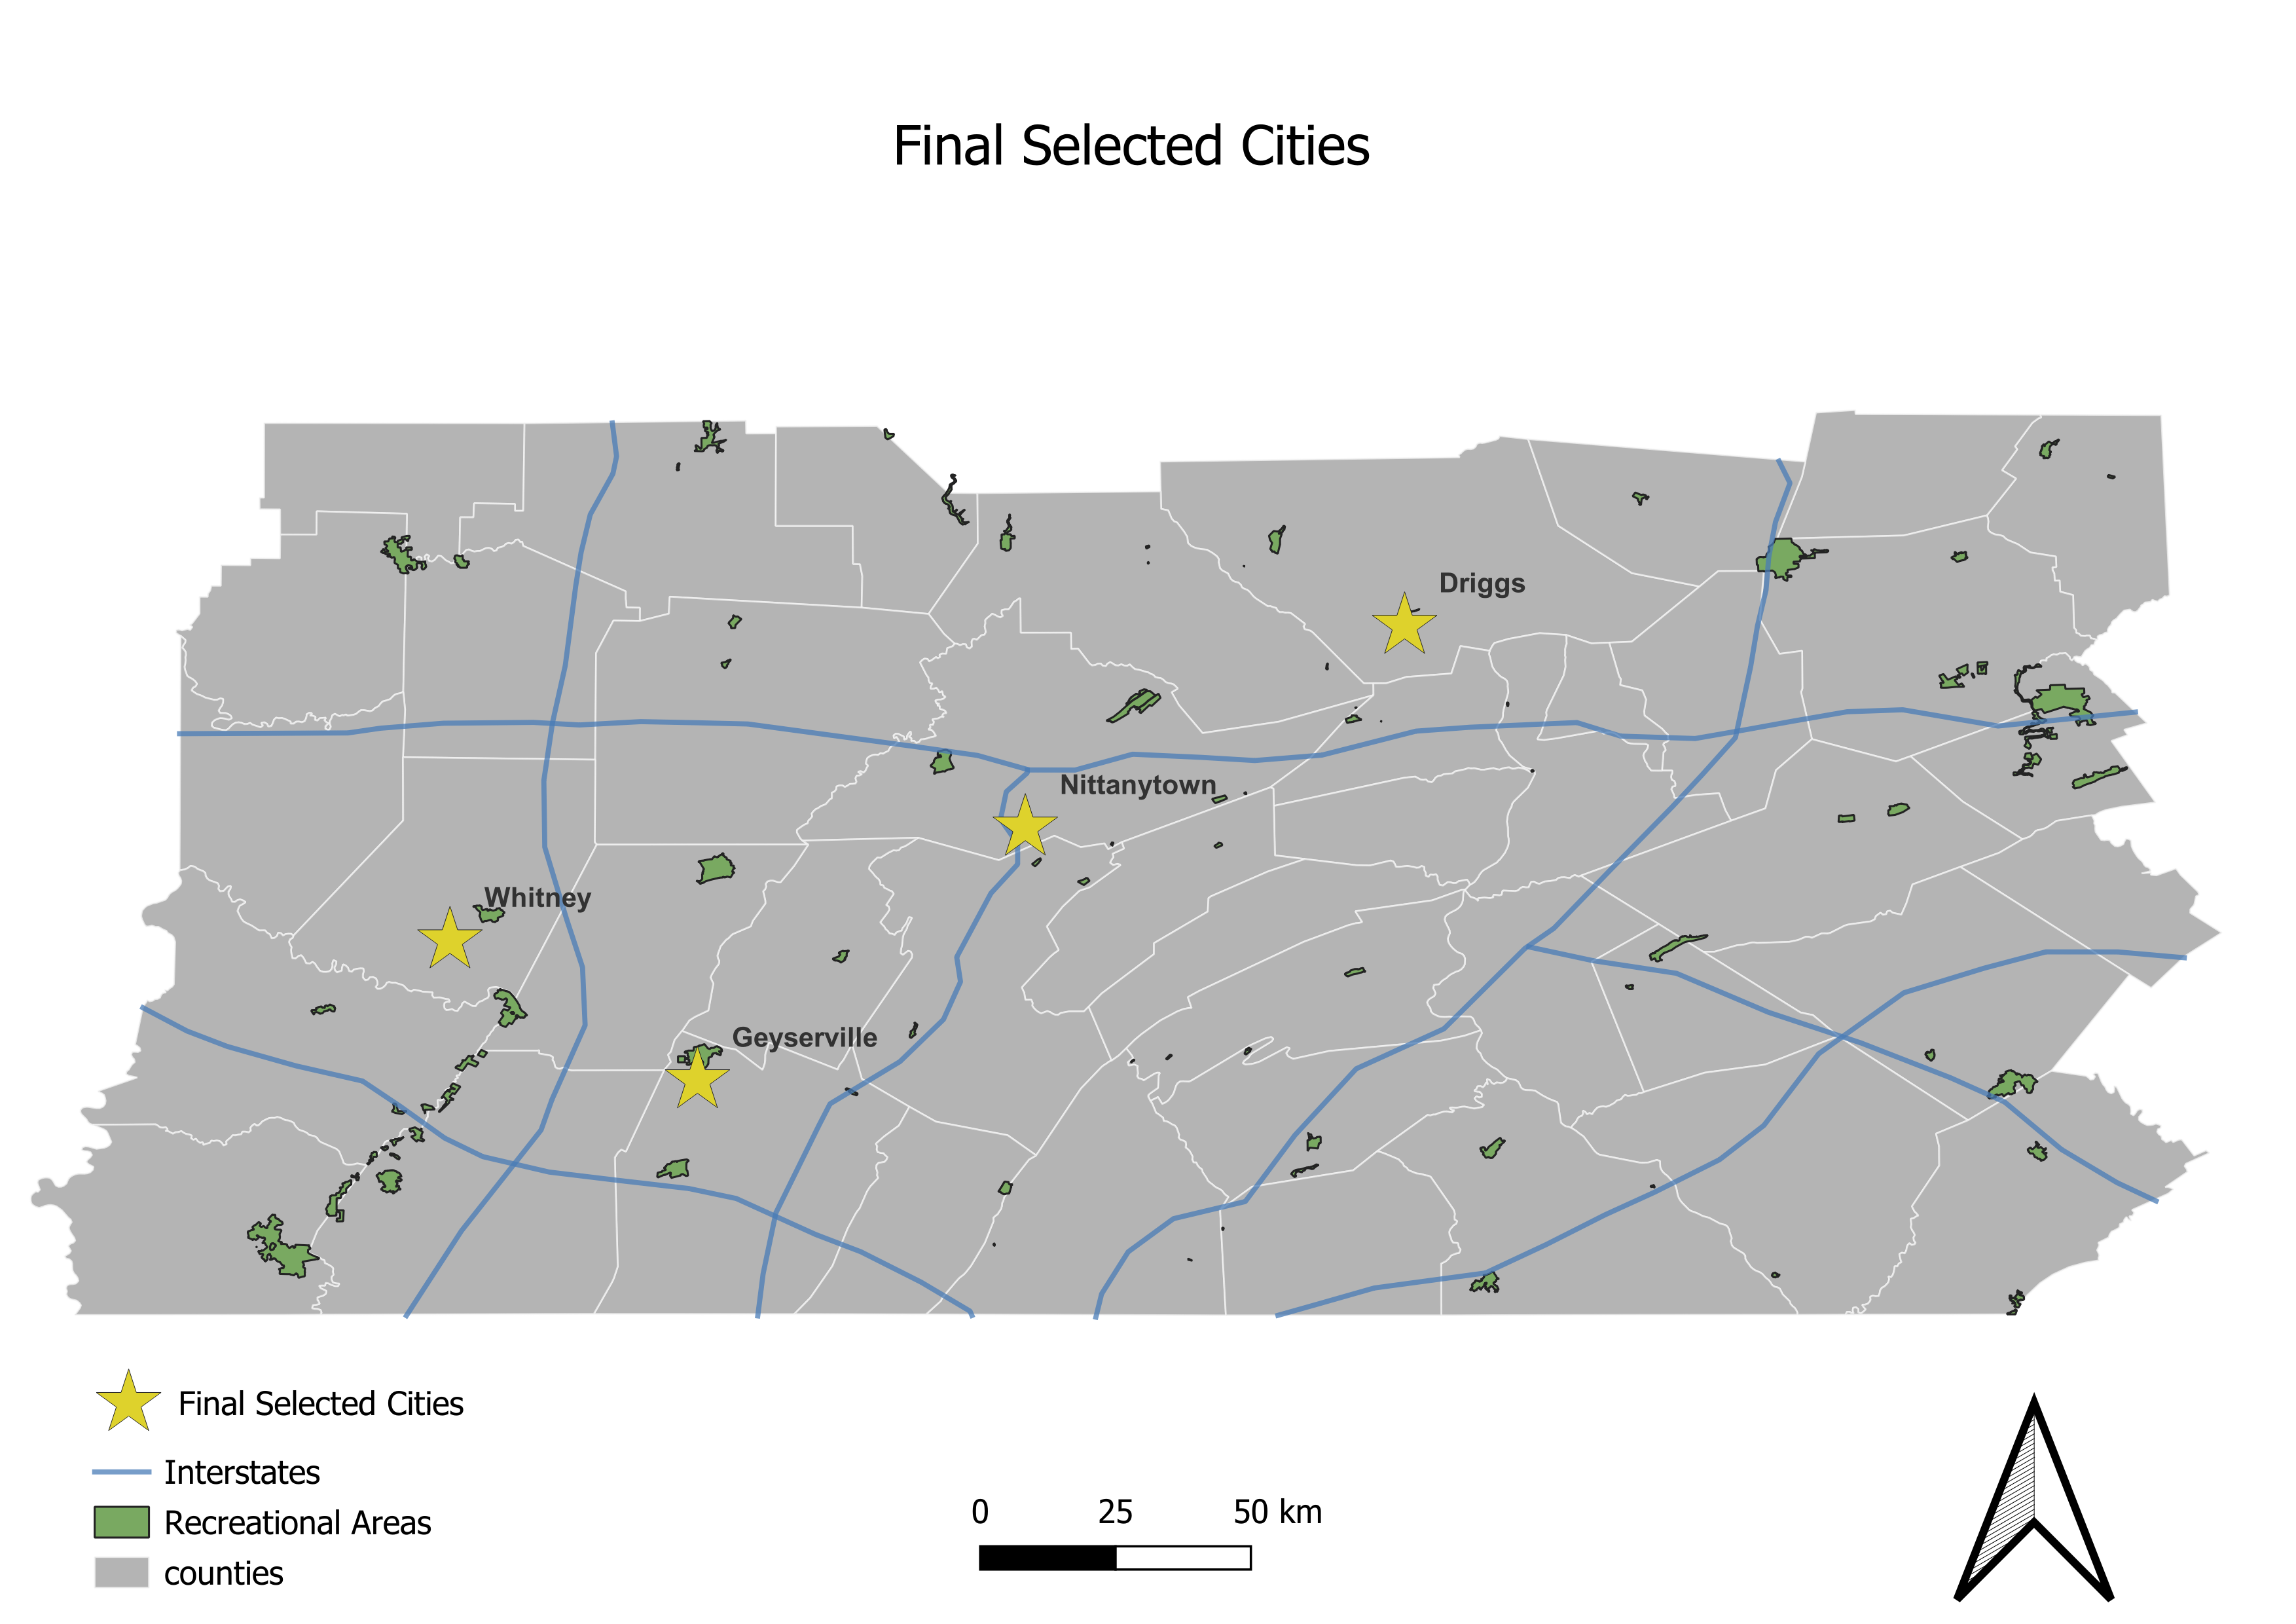 Final Selected Cities
Driggs
Nittanytown
Whitney
Geyserville
Final Selected Cities
Interstates
Recreational Areas
counties
0 25 50 km